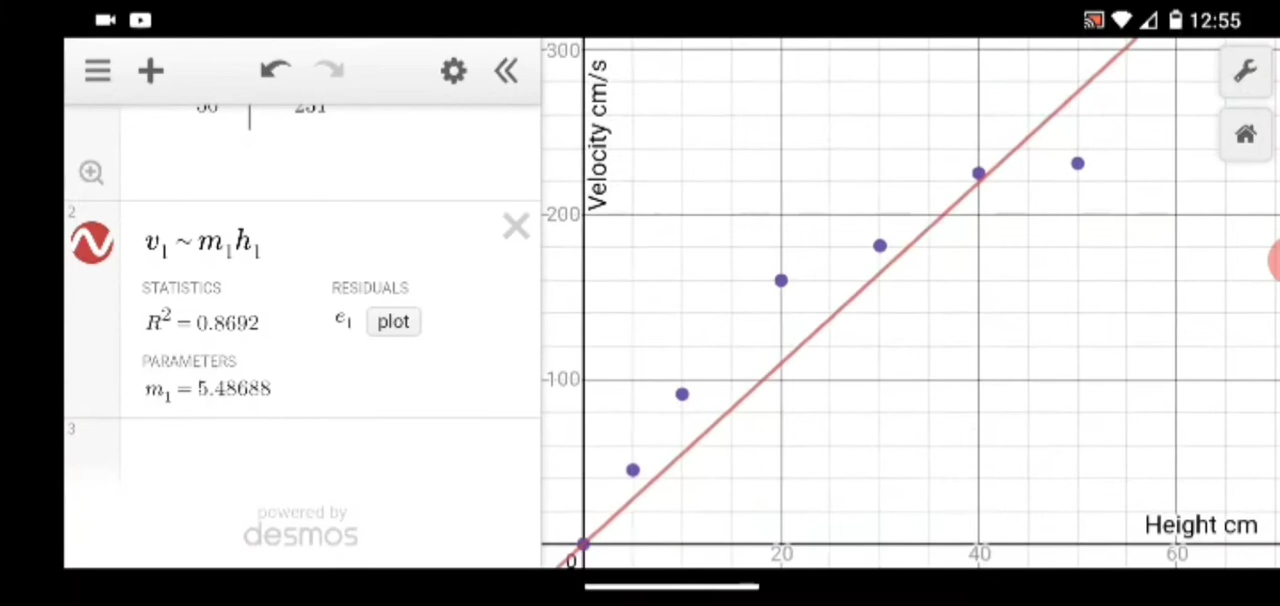 12:55
300
Velocity cm/s
2
v₁ ~ m₁h₁
200
STATISTICS
RESIDUALS
R² = 0.8692
e₁ plot
PARAMETERS
m₁ = 5.48688
100
3
powered by
desmos
Height cm
0
20
40
60